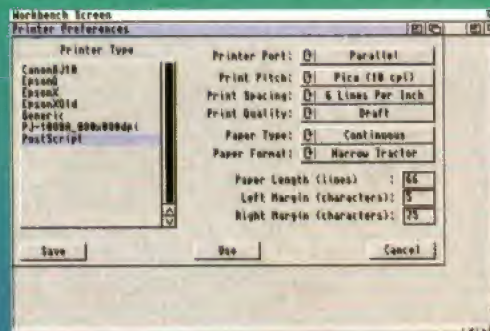 Workbench Screen
Printer Preferences
Printer Type
CanonBJ10
EpsonQ
EpsonX
EpsonXOld
Generic
PostScript
Printer Port: Parallel
Print Pitch: Pica (10 cpi)
Print Spacing: 6 Lines Per Inch
Print Quality: Draft
Paper Type: Continuous
Paper Format: Narrow Tractor
Paper Length (lines) : 66
Left Margin (characters): 5
Right Margin (characters): 75
Save
Use
Cancel